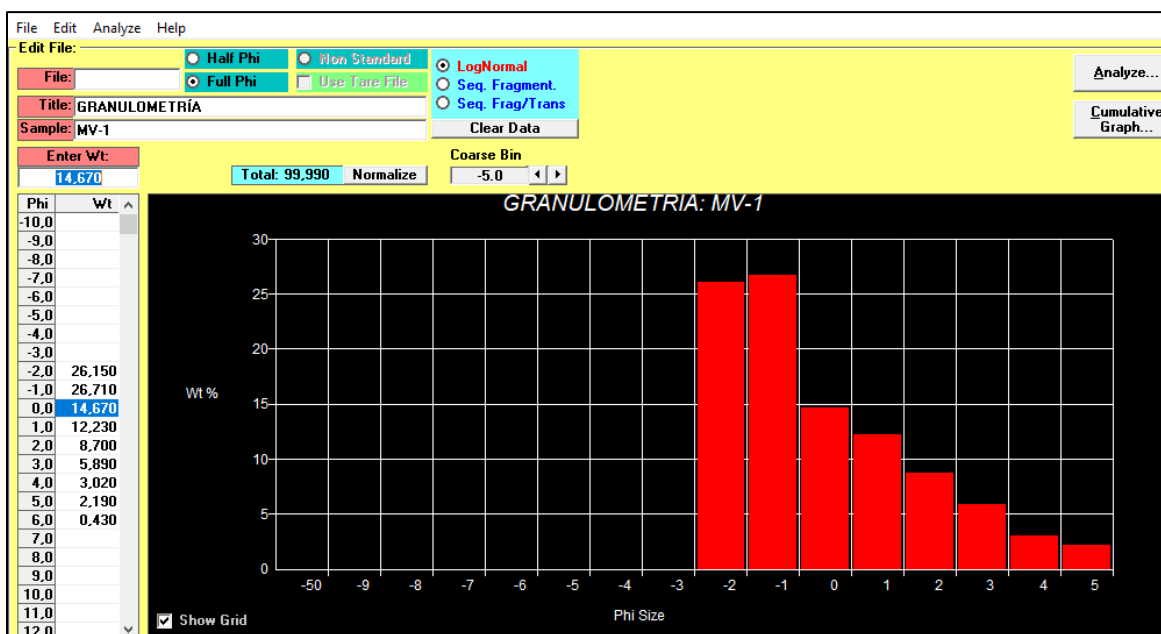 File Edit Analyze Help
Edit File:
Half Phi Non Standard LogNormal
File: Full Phi Use Tare File Seq. Fragment. Analyze...
Title: GRANULOMETRÍA Seq. Frag/Trans
Sample: MV-1 Clear Data Cumulative Graph...
Enter Wt: Coarse Bin
14,670 Total: 99,990 Normalize -5.0
Phi Wt
-10,0
-9,0
-8,0
-7,0
-6,0
-5,0
-4,0
-3,0
-2,0 26,150
-1,0 26,710
0,0 14,670
1,0 12,230
2,0 8,700
3,0 5,890
4,0 3,020
5,0 2,190
6,0 0,430
7,0
8,0
9,0
10,0
11,0
12,0
GRANULOMETRIA: MV-1
30
25
20
Wt %
15
10
5
0
-50 -9 -8 -7 -6 -5 -4 -3 -2 -1 0 1 2 3 4 5
Phi Size
Show Grid